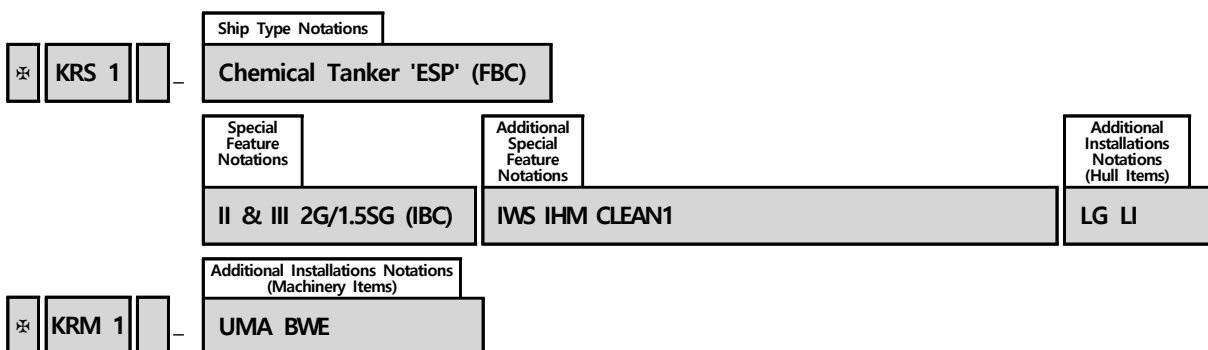 Ship Type Notations
✠ KRS 1 _ Chemical Tanker 'ESP' (FBC)
Special
Feature
Notations
Additional
Special
Feature
Notations
Additional
Installations
Notations
(Hull Items)
II & III 2G/1.5SG (IBC) IWS IHM CLEAN1 LG LI
Additional Installations Notations
(Machinery Items)
✠ KRM 1 _ UMA BWE